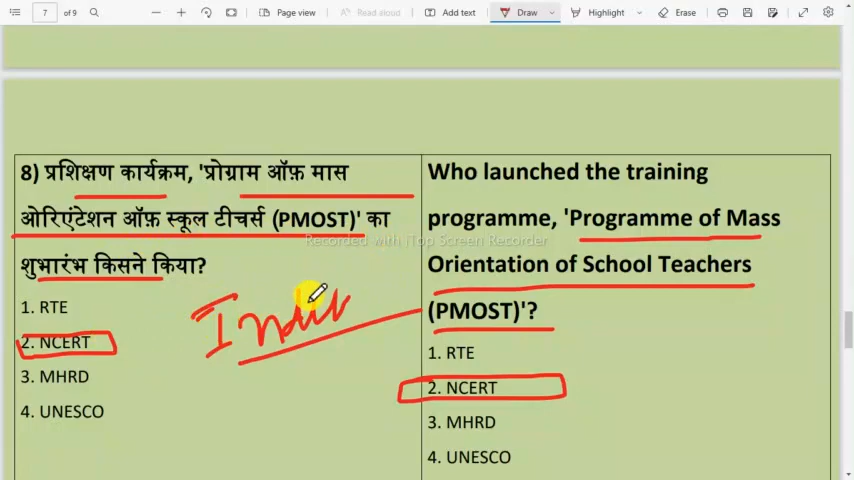 7 of 9 Page view Read aloud Add text Draw Highlight Erase
8) प्रशिक्षण कार्यक्रम, 'प्रोग्राम ऑफ़ मास
ओरिएंटेशन ऑफ़ स्कूल टीचर्स (PMOST)' का
शुभारंभ किसने किया?
1. RTE
2. NCERT
3. MHRD
4. UNESCO
Who launched the training
programme, 'Programme of Mass
Orientation of School Teachers
(PMOST)'?
1. RTE
2. NCERT
3. MHRD
4. UNESCO
Recorded with iTop Screen Recorder